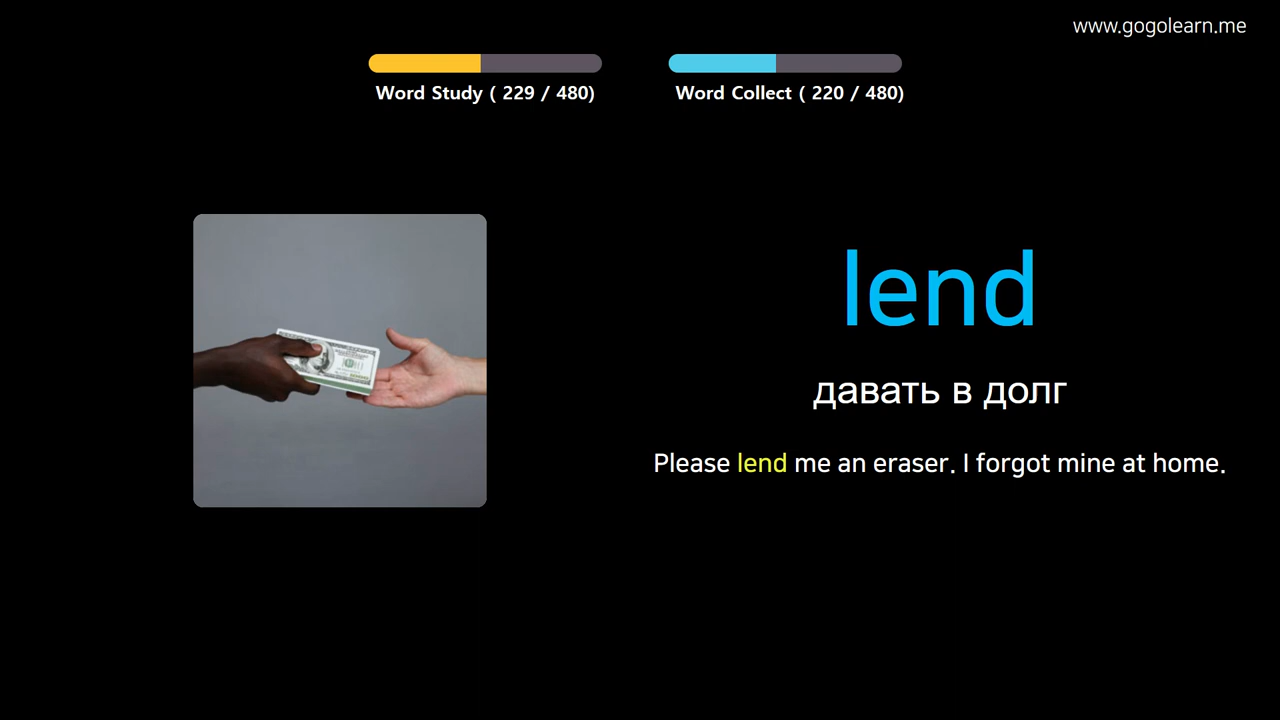 www.gogolearn.me
Word Study ( 229 / 480)
Word Collect ( 220 / 480)
lend
давать в долг
Please lend me an eraser. I forgot mine at home.